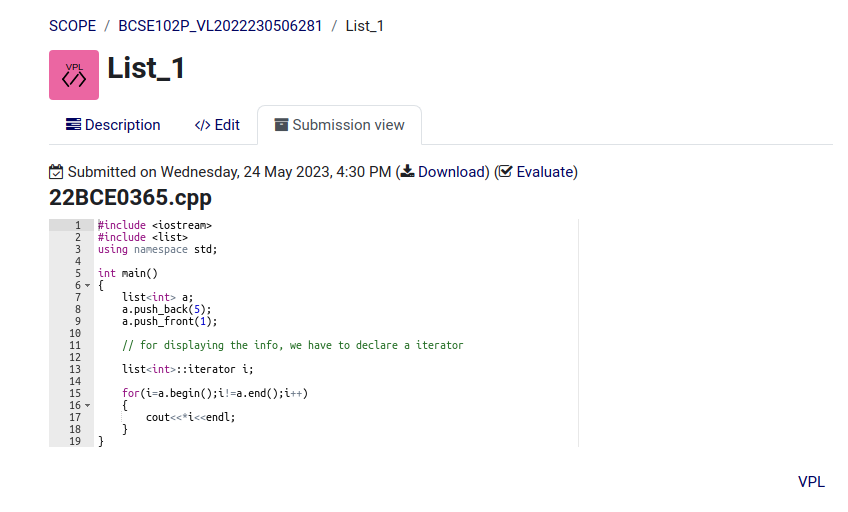 SCOPE / BCSE102P_VL2022230506281 / List_1
VPL
List_1
Description
</> Edit
Submission view
Submitted on Wednesday, 24 May 2023, 4:30 PM (Download) (Evaluate)
22BCE0365.cpp
1 #include <iostream>
2 #include <list>
3 using namespace std;
4
5 int main()
6 {
7     list<int> a;
8     a.push_back(5);
9     a.push_front(1);
10
11     // for displaying the info, we have to declare a iterator
12
13     list<int>::iterator i;
14
15     for(i=a.begin();i!=a.end();i++)
16     {
17         cout<<*i<<endl;
18     }
19 }
VPL